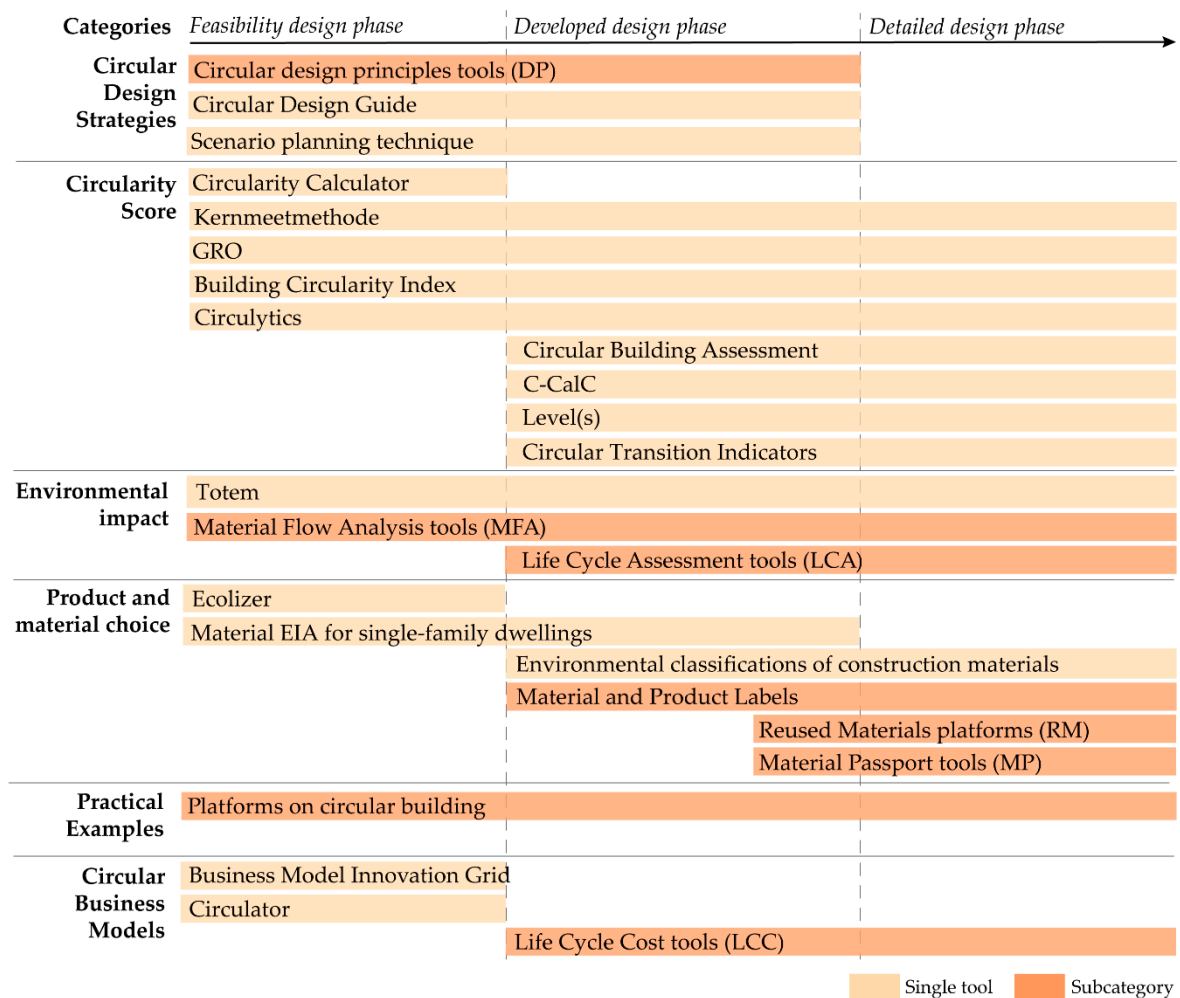 Categories Feasibility design phase Developed design phase Detailed design phase
Circular
Design
Strategies
Circular design principles tools (DP)
Circular Design Guide
Scenario planning technique
Circularity
Score
Circularity Calculator
Kernmeetmethode
GRO
Building Circularity Index
Circulytics
Circular Building Assessment
C-CalC
Level(s)
Circular Transition Indicators
Environmental
impact
Totem
Material Flow Analysis tools (MFA)
Life Cycle Assessment tools (LCA)
Product and
material choice
Ecolizer
Material EIA for single-family dwellings
Environmental classifications of construction materials
Material and Product Labels
Reused Materials platforms (RM)
Material Passport tools (MP)
Practical
Examples
Platforms on circular building
Circular
Business
Models
Business Model Innovation Grid
Circulator
Life Cycle Cost tools (LCC)
Single tool Subcategory